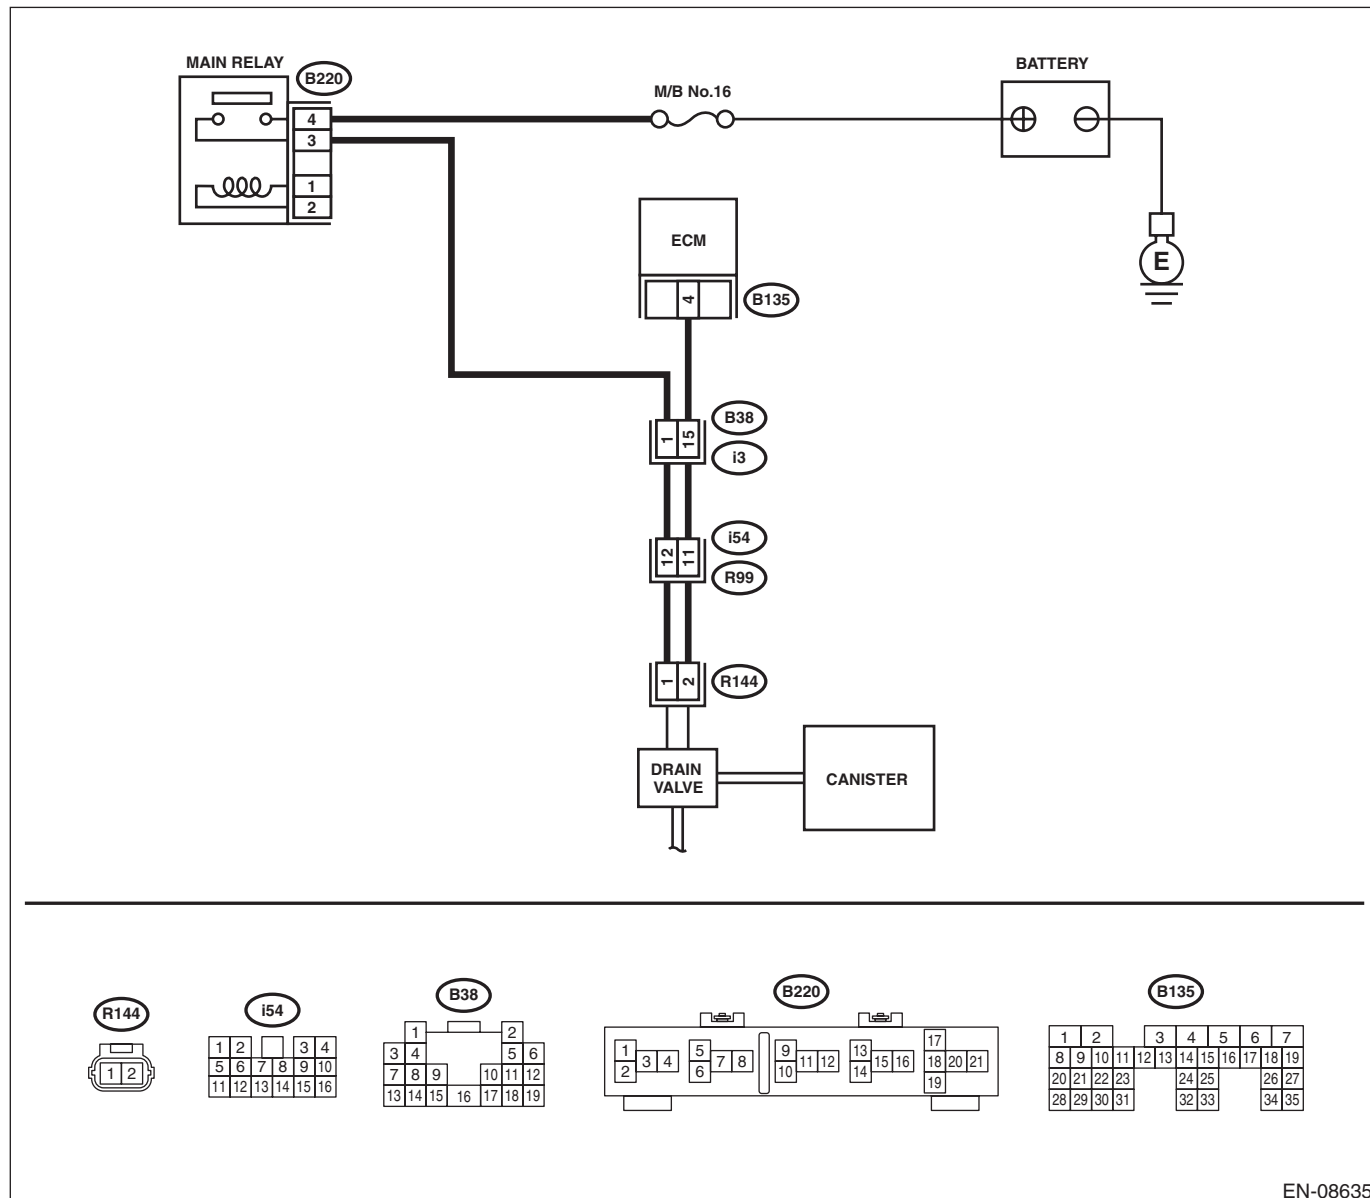 MAIN RELAY
B220
BATTERY
M/B No.16
4
3
1
2
ECM
E
4
B135
1 15
B38
i3
12 11
i54
R99
1 2
R144
DRAIN
VALVE
CANISTER
R144
i54
B38
B220
B135
1 2
1 2 3 4
5 6 7 8 9 10
11 12 13 14 15 16
1 2
3 4 5 6
7 8 9 10 11 12
13 14 15 16 17 18 19
1 2 3 4 5 6 7 8 9 10 11 12 13 14 15 16 17 18 19 20 21
1 2 3 4 5 6 7
8 9 10 11 12 13 14 15 16 17 18 19
20 21 22 23 24 25 26 27
28 29 30 31 32 33 34 35
EN-08635